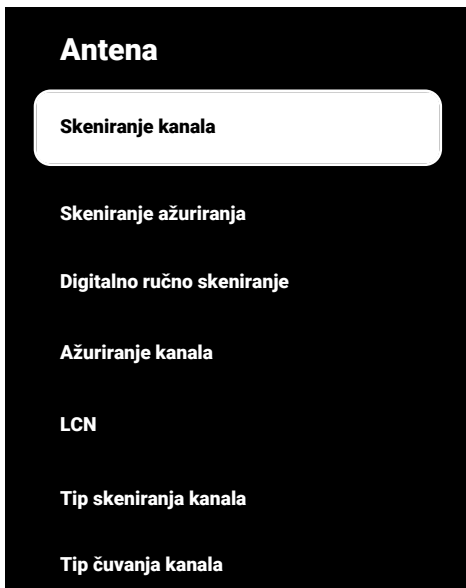 Antena
Skeniranje kanala
Skeniranje ažuriranja
Digitalno ručno skeniranje
Ažuriranje kanala
LCN
Tip skeniranja kanala
Tip čuvanja kanala